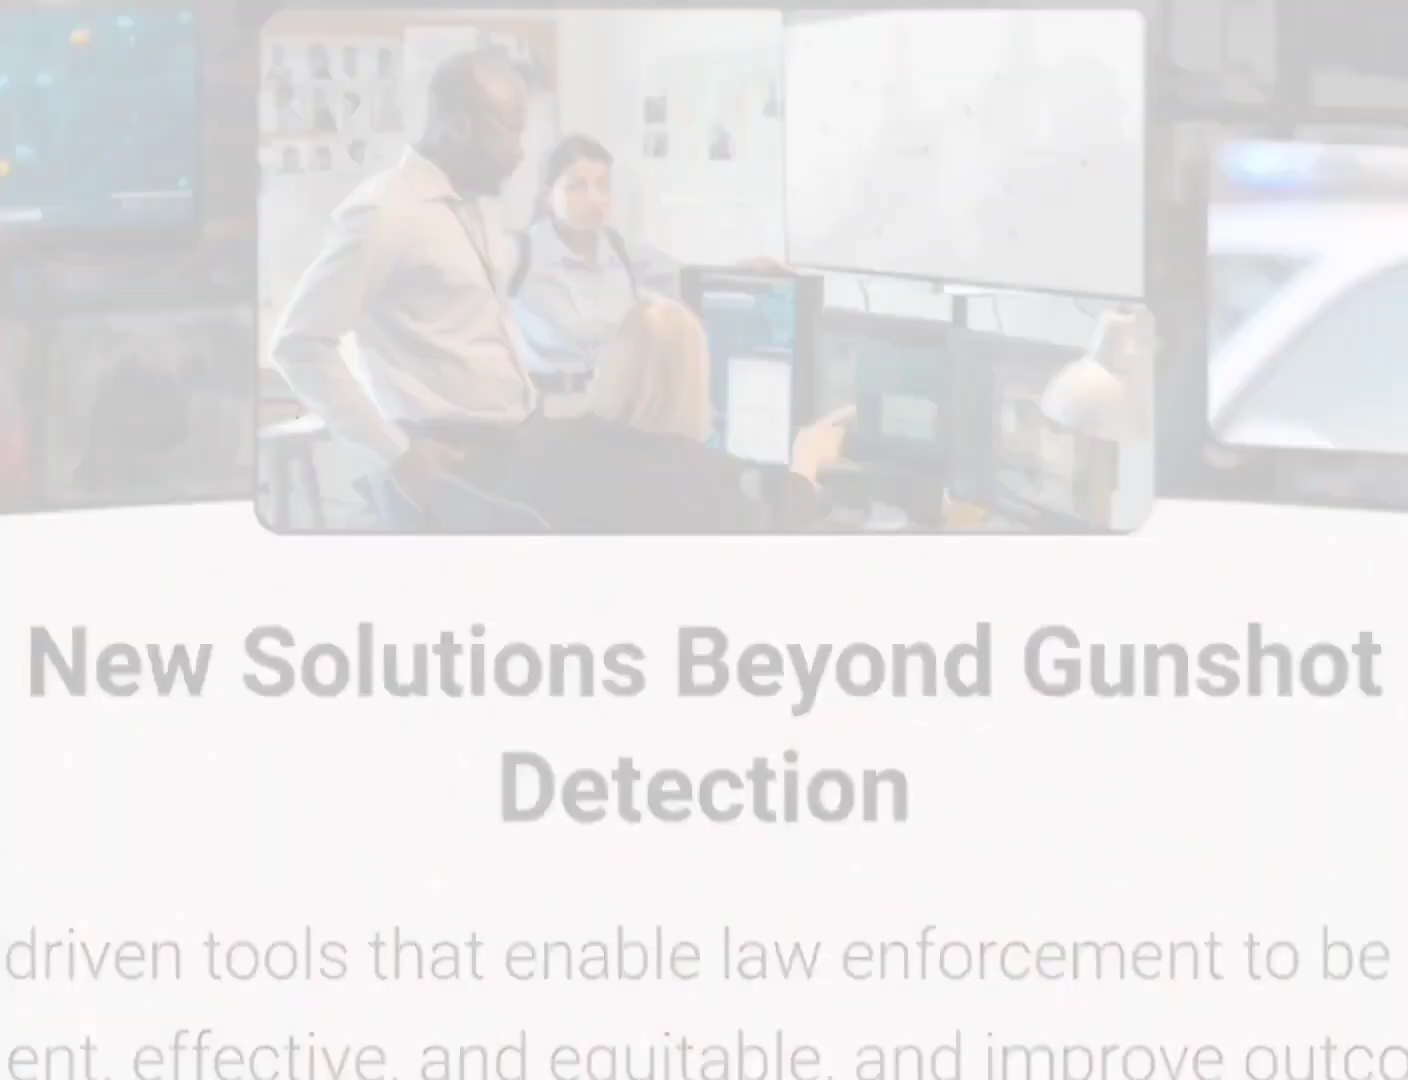 New Solutions Beyond Gunshot
Detection
driven tools that enable law enforcement to be
ent, effective, and equitable, and improve outco